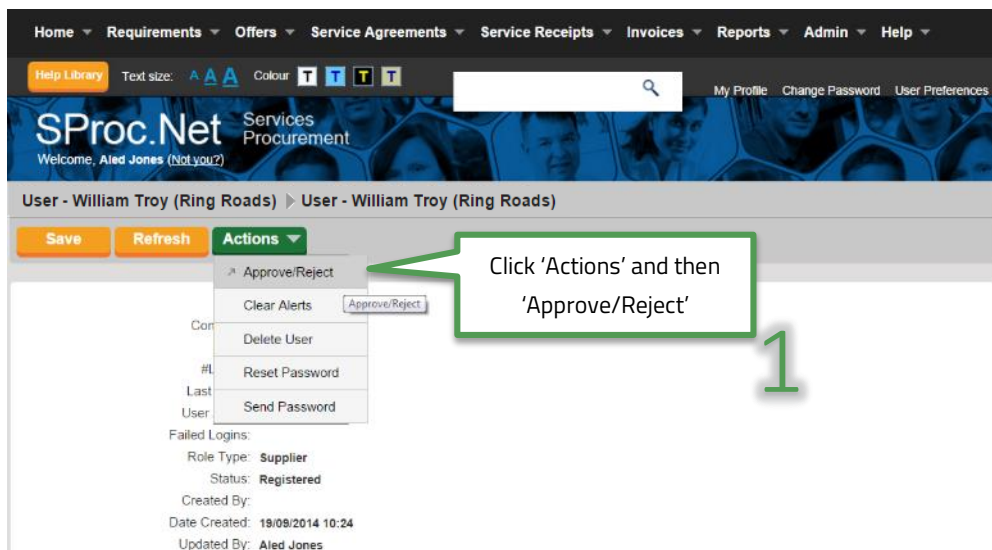 Home Requirements Offers Service Agreements Service Receipts Invoices Reports Admin Help
Help Library Text size: A A A Colour T T T T
My Profile Change Password User Preferences
SProc.Net Services
Procurement
Welcome, Aled Jones (Not you?)
User - William Troy (Ring Roads) User - William Troy (Ring Roads)
Save Refresh Actions
Approve/Reject
Clear Alerts
Approve/Reject
Delete User
Reset Password
Send Password
Click 'Actions' and then
'Approve/Reject'
1
Con
#L
Last
User
Failed Logins:
Role Type: Supplier
Status: Registered
Created By:
Date Created: 19/09/2014 10:24
Updated By: Aled Jones